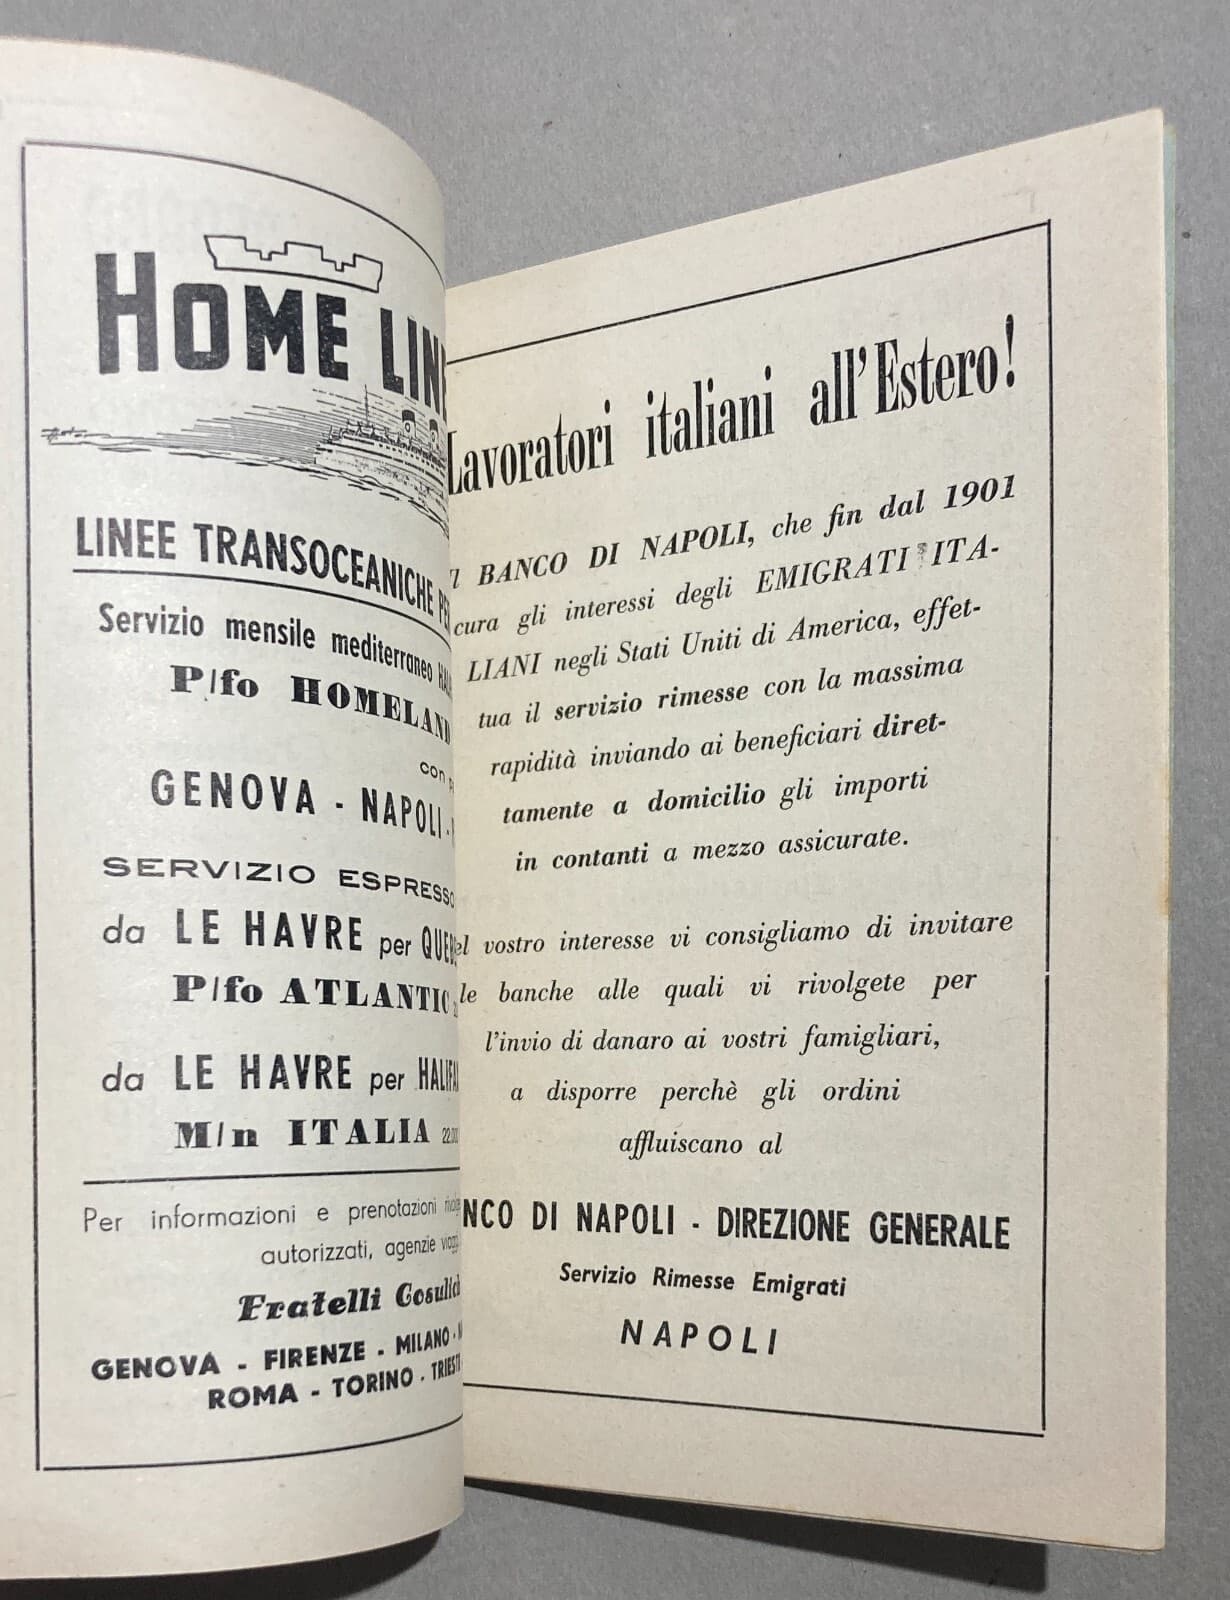 HOME
LINEE TRANSOCEANICHE
Servizio mensile mediterraneo
P/fo HOMELAND
con
GENOVA - NAPOLI -
SERVIZIO ESPRESSO
da LE HAVRE per
P/fo ATLANTIC
da LE HAVRE per
M/n ITALIA
Per informazioni e prenotazioni
autorizzati, agenzie
Fratelli
GENOVA - FIRENZE - MILANO -
ROMA - TORINO -
Lavoratori italiani all'Estero!
BANCO DI NAPOLI, che fin dal 1901
cura gli interessi degli EMIGRATI ITA-
LIANI negli Stati Uniti di America, effet-
tua il servizio rimesse con la massima
rapidità inviando ai beneficiari diret-
tamente a domicilio gli importi
in contanti a mezzo assicurate.
vostro interesse vi consigliamo di invitare
le banche alle quali vi rivolgete per
l'invio di danaro ai vostri famigliari,
a disporre perchè gli ordini
affluiscano al
NCO DI NAPOLI - DIREZIONE GENERALE
Servizio Rimesse Emigrati
NAPOLI